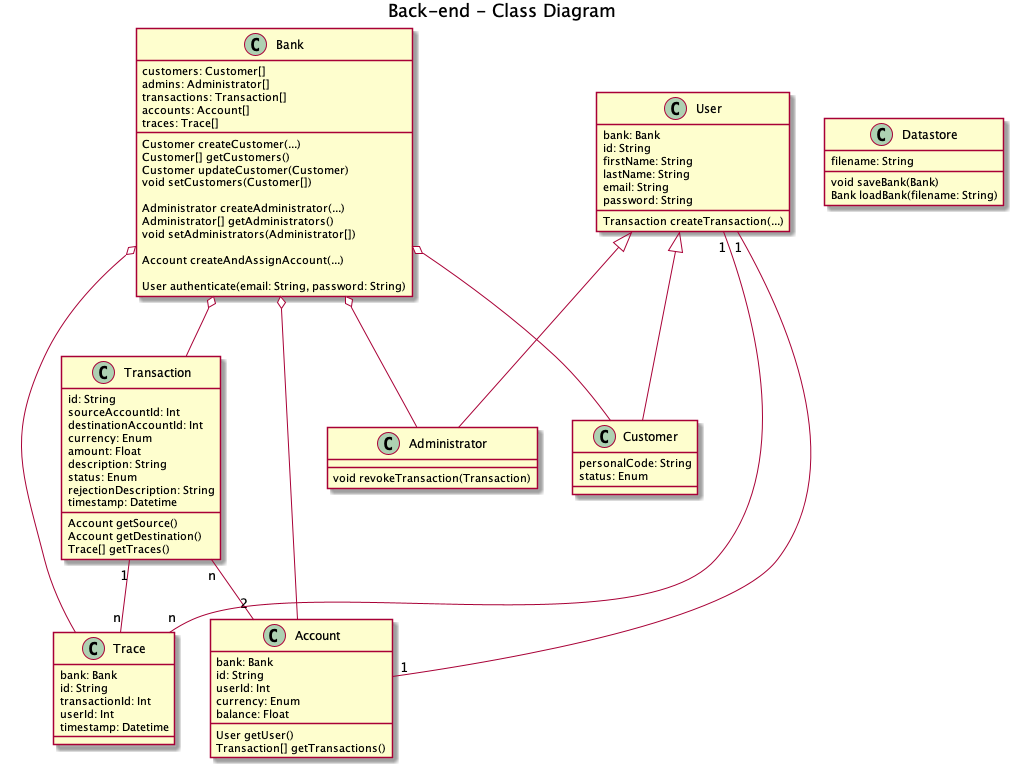 Back-end - Class Diagram
C Bank
customers: Customer[]
admins: Administrator[]
transactions: Transaction[]
accounts: Account[]
traces: Trace[]
Customer createCustomer(...)
Customer[] getCustomers()
Customer updateCustomer(Customer)
void setCustomers(Customer[])
Administrator createAdministrator(...)
Administrator[] getAdministrators()
void setAdministrators(Administrator[])
Account createAndAssignAccount(...)
User authenticate(email: String, password: String)
C User
bank: Bank
id: String
firstName: String
lastName: String
email: String
password: String
Transaction createTransaction(...)
1 1
C Datastore
filename: String
void saveBank(Bank)
Bank loadBank(filename: String)
C Transaction
id: String
sourceAccountId: Int
destinationAccountId: Int
currency: Enum
amount: Float
description: String
status: Enum
rejectionDescription: String
timestamp: Datetime
Account getSource()
Account getDestination()
Trace[] getTraces()
1 n
C Administrator
void revokeTransaction(Transaction)
C Customer
personalCode: String
status: Enum
n n 2
C Trace
bank: Bank
id: String
transactionId: Int
userId: Int
timestamp: Datetime
C Account
bank: Bank
id: String
userId: Int
currency: Enum
balance: Float
User getUser()
Transaction[] getTransactions()
1